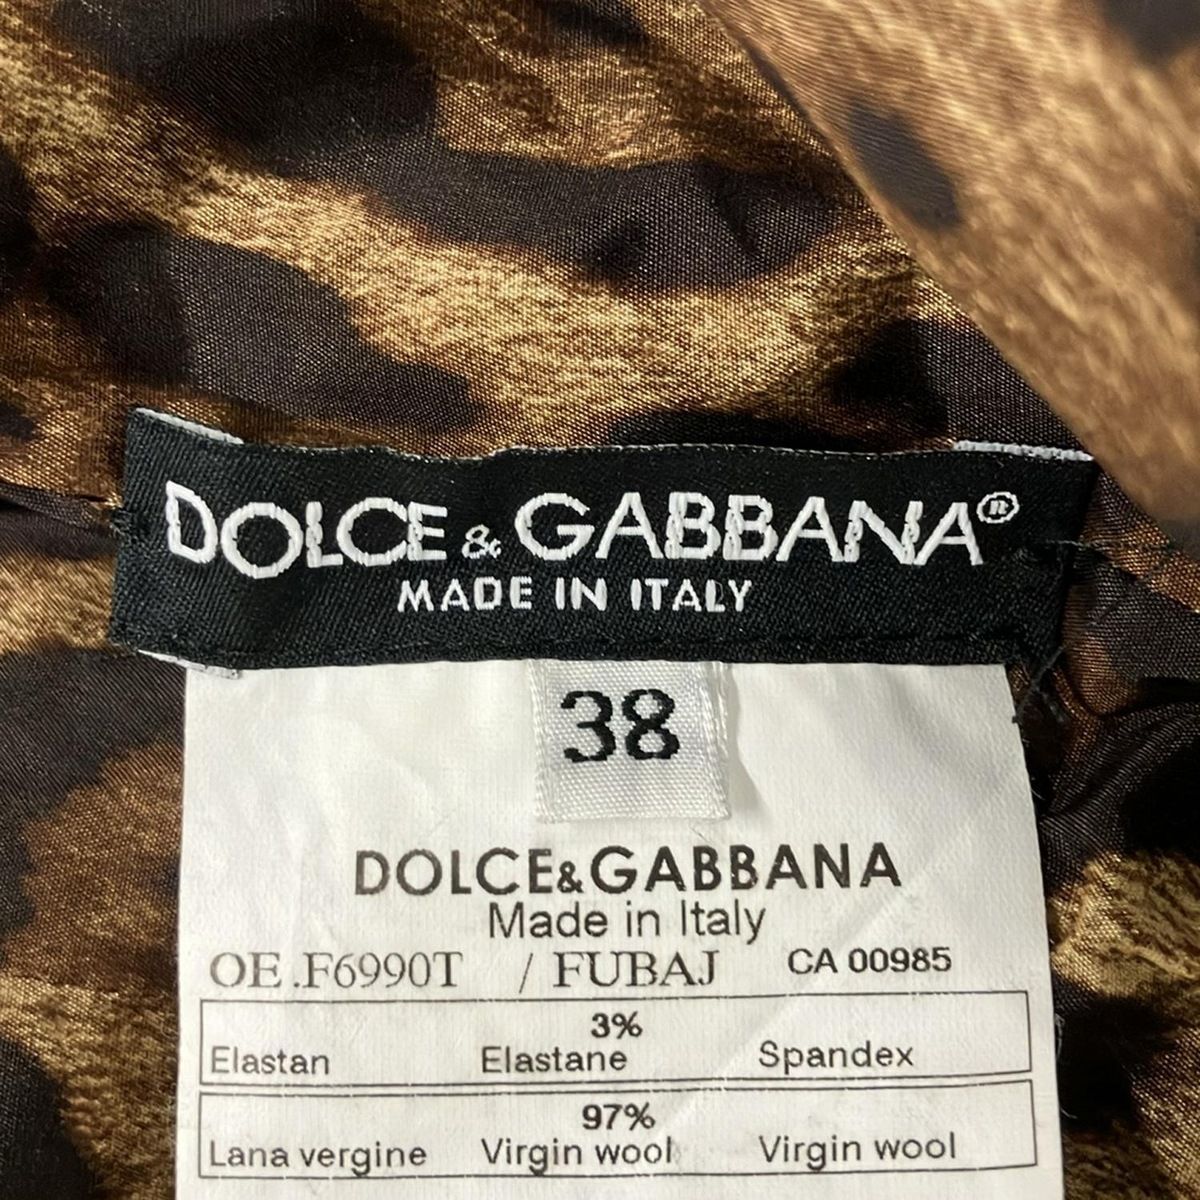 DOLCE & GABBANA®
MADE IN ITALY
38
DOLCE&GABBANA
Made in Italy
OE.F6990T / FUBAJ CA 00985
3%
Elastan Elastane Spandex
97%
Lana vergine Virgin wool Virgin wool